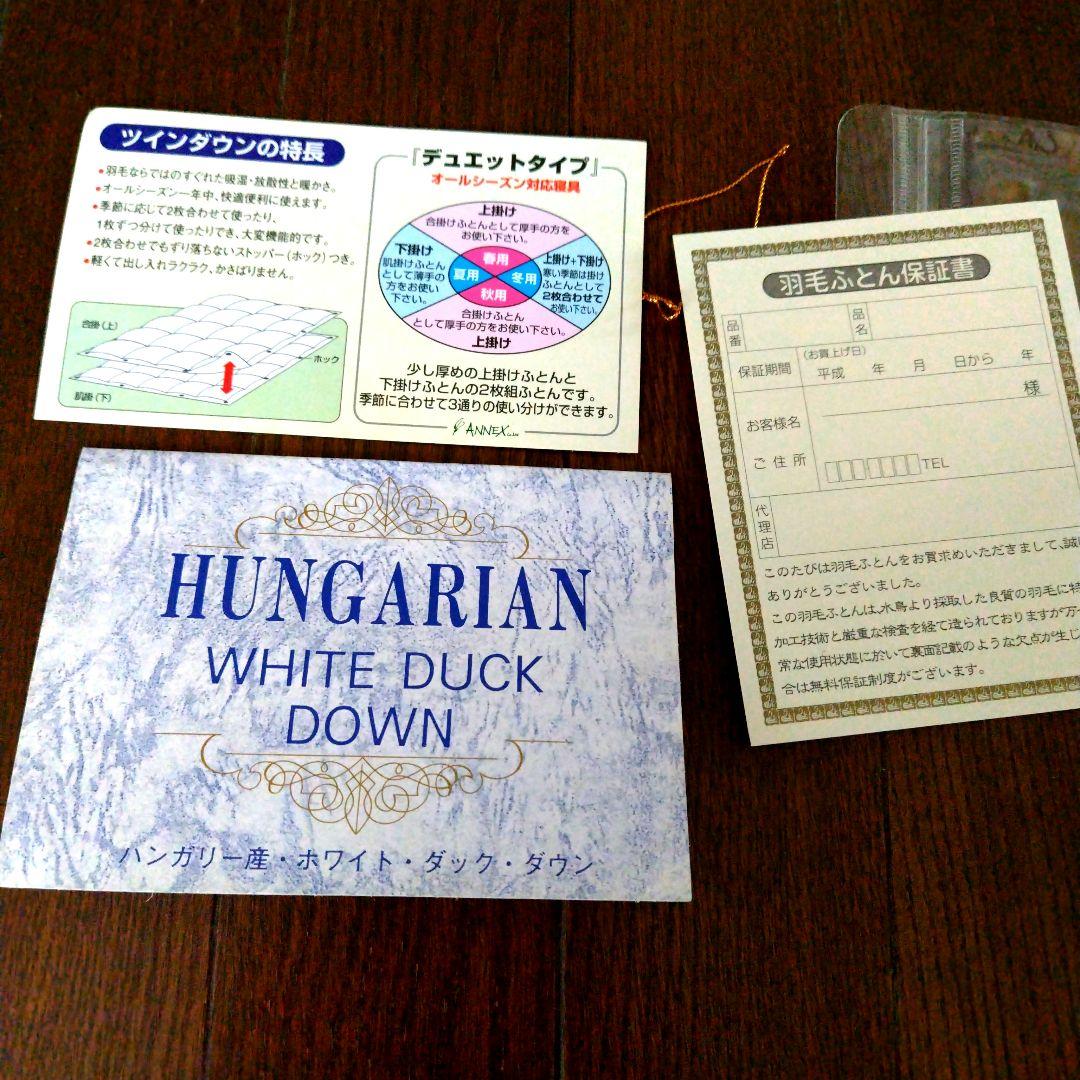 ツインダウンの特長
●羽毛ならではのすぐれた吸湿・放散性と暖かさ。
●オールシーズン一年中、快適便利に使えます。
●季節に応じて2枚合わせて使ったり、
1枚ずつ分けて使ったりでき、大変機能的です。
●2枚合わせてもずり落ちないストッパー(ホック)つき。
●軽くて出し入れラクラク、かさばりません。
合掛(上)
ホック
肌掛(下)
『デュエットタイプ』
オールシーズン対応寝具
上掛け
合掛けふとんとして厚手の方を
お使い下さい。
下掛け
肌掛けふとん
として薄手の
方をお使い
下さい。
春用
夏用
冬用
秋用
上掛け+下掛け
寒い季節は掛け
ふとんとして
2枚合わせて
お使い下さい。
合掛けふとん
として厚手の方をお使い下さい。
上掛け
少し厚めの上掛けふとんと
下掛けふとんの2枚組ふとんです。
季節に合わせて3通りの使い分けができます。
ANNEX Co.,Ltd.
HUNGARIAN
WHITE DUCK
DOWN
ハンガリー産・ホワイト・ダック・ダウン
羽毛ふとん保証書
品番
品名
保証期間
(お買上げ日)
平成 年 月 日から 年
お客様名
様
ご住所
TEL
代理店
このたびは羽毛ふとんをお買求めいただきまして、誠に
ありがとうございました。
この羽毛ふとんは、水鳥より採取した良質の羽毛に特
加工技術と厳重な検査を経て造られておりますが万一
常な使用状態に於いて裏面記載のような欠点が生じ
合は無料保証制度がございます。